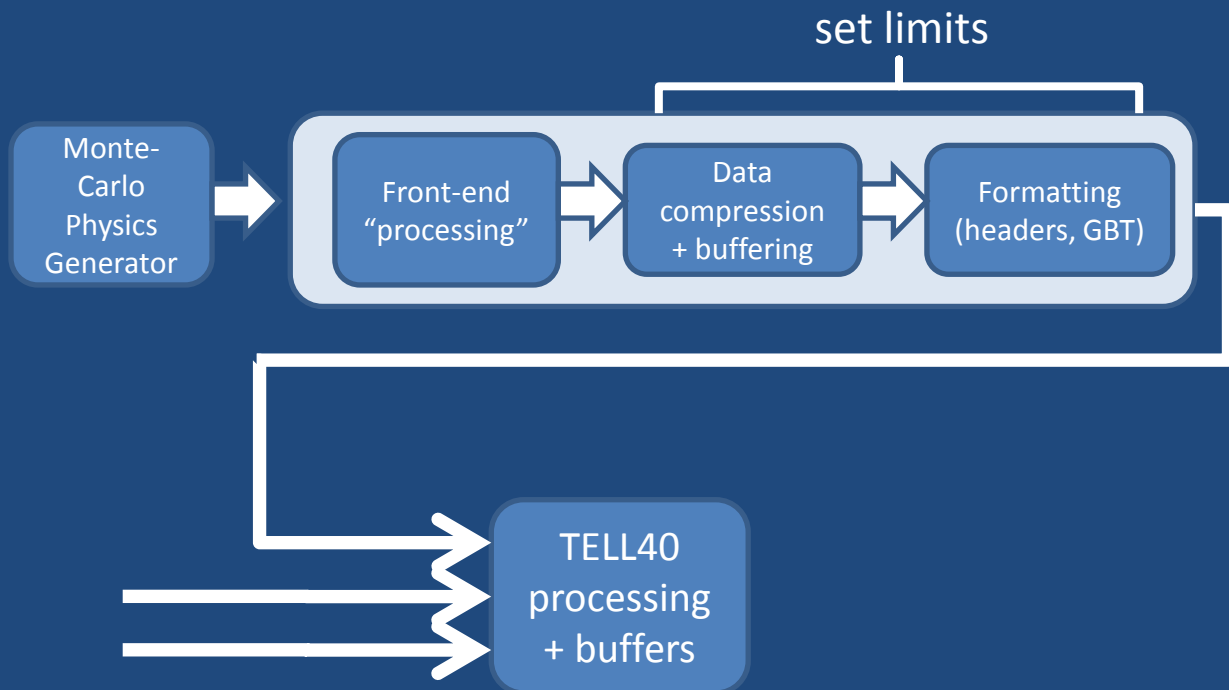 set limits
Monte-
Carlo
Physics
Generator
Front-end
“processing”
Data
compression
+ buffering
Formatting
(headers, GBT)
TELL40
processing
+ buffers